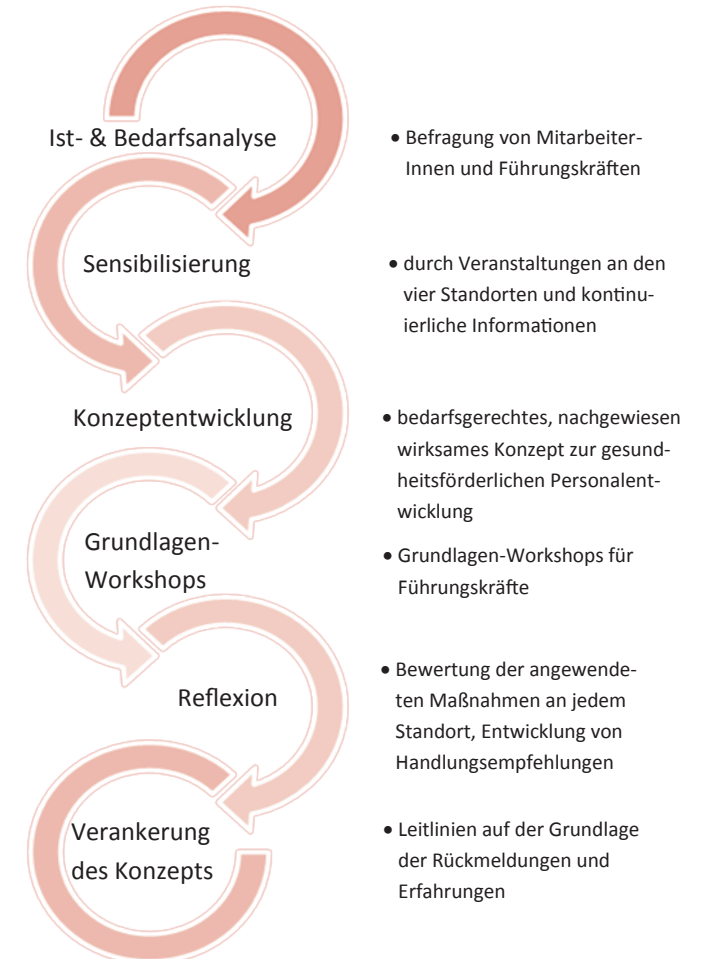 Ist- & Bedarfsanalyse
• Befragung von Mitarbeiter-
Innen und Führungskräften
Sensibilisierung
• durch Veranstaltungen an den
vier Standorten und kontinu-
ierliche Informationen
Konzeptentwicklung
• bedarfsgerechtes, nachgewiesen
wirksames Konzept zur gesund-
heitsförderlichen Personalent-
wicklung
Grundlagen-
Workshops
• Grundlagen-Workshops für
Führungskräfte
Reflexion
• Bewertung der angewende-
ten Maßnahmen an jedem
Standort, Entwicklung von
Handlungsempfehlungen
Verankerung
des Konzepts
• Leitlinien auf der Grundlage
der Rückmeldungen und
Erfahrungen